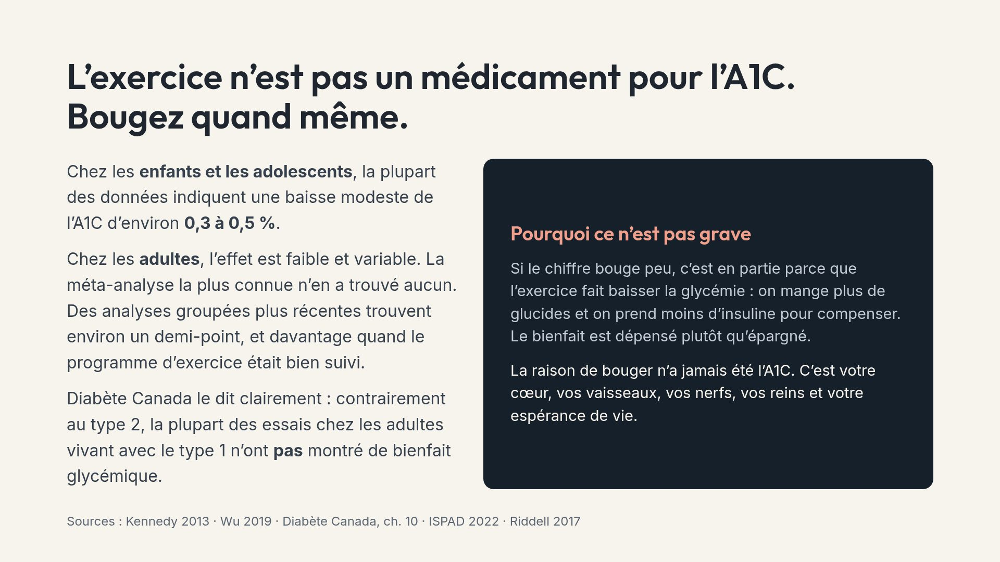 L’exercice n’est pas un médicament pour l’A1C.
Bougez quand même.
Chez les enfants et les adolescents, la plupart
des données indiquent une baisse modeste de
l’A1C d’environ 0,3 à 0,5 %.
Chez les adultes, l’effet est faible et variable. La
méta-analyse la plus connue n’en a trouvé aucun.
Des analyses groupées plus récentes trouvent
environ un demi-point, et davantage quand le
programme d’exercice était bien suivi.
Diabète Canada le dit clairement : contrairement
au type 2, la plupart des essais chez les adultes
vivant avec le type 1 n’ont pas montré de bienfait
glycémique.
Pourquoi ce n’est pas grave
Si le chiffre bouge peu, c’est en partie parce que
l’exercice fait baisser la glycémie : on mange plus de
glucides et on prend moins d’insuline pour compenser.
Le bienfait est dépensé plutôt qu’épargné.
La raison de bouger n’a jamais été l’A1C. C’est votre
cœur, vos vaisseaux, vos nerfs, vos reins et votre
espérance de vie.
Sources : Kennedy 2013 · Wu 2019 · Diabète Canada, ch. 10 · ISPAD 2022 · Riddell 2017